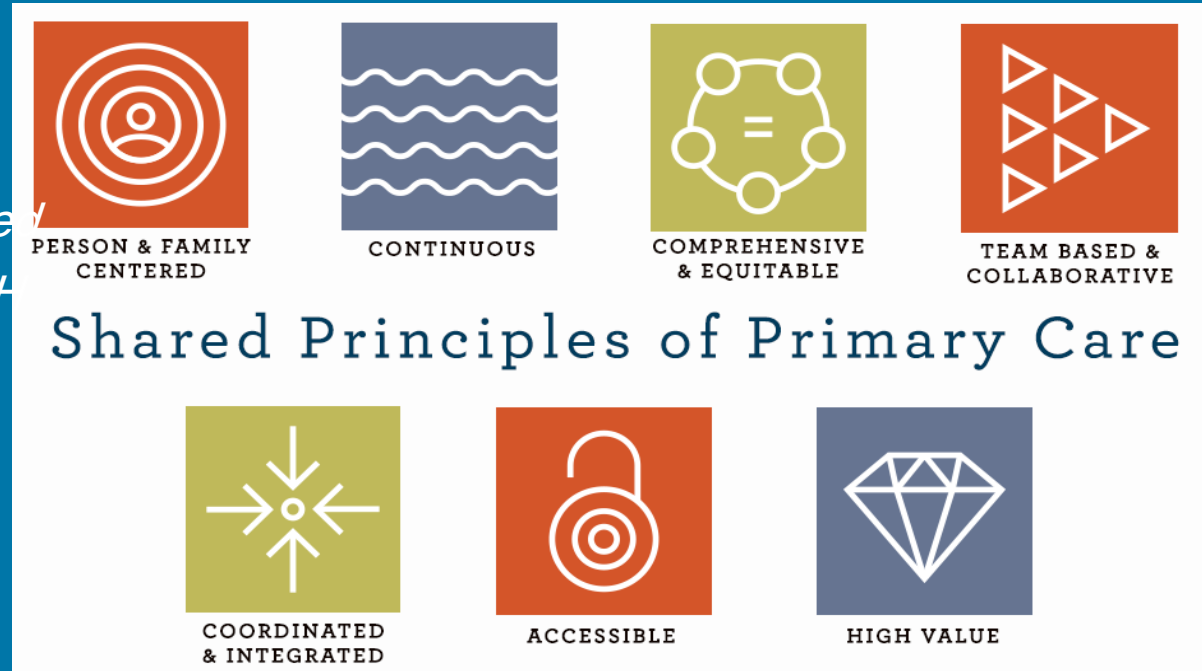 PERSON & FAMILY
CENTERED
CONTINUOUS
COMPREHENSIVE
& EQUITABLE
TEAM BASED &
COLLABORATIVE
Shared Principles of Primary Care
COORDINATED
& INTEGRATED
ACCESSIBLE
HIGH VALUE